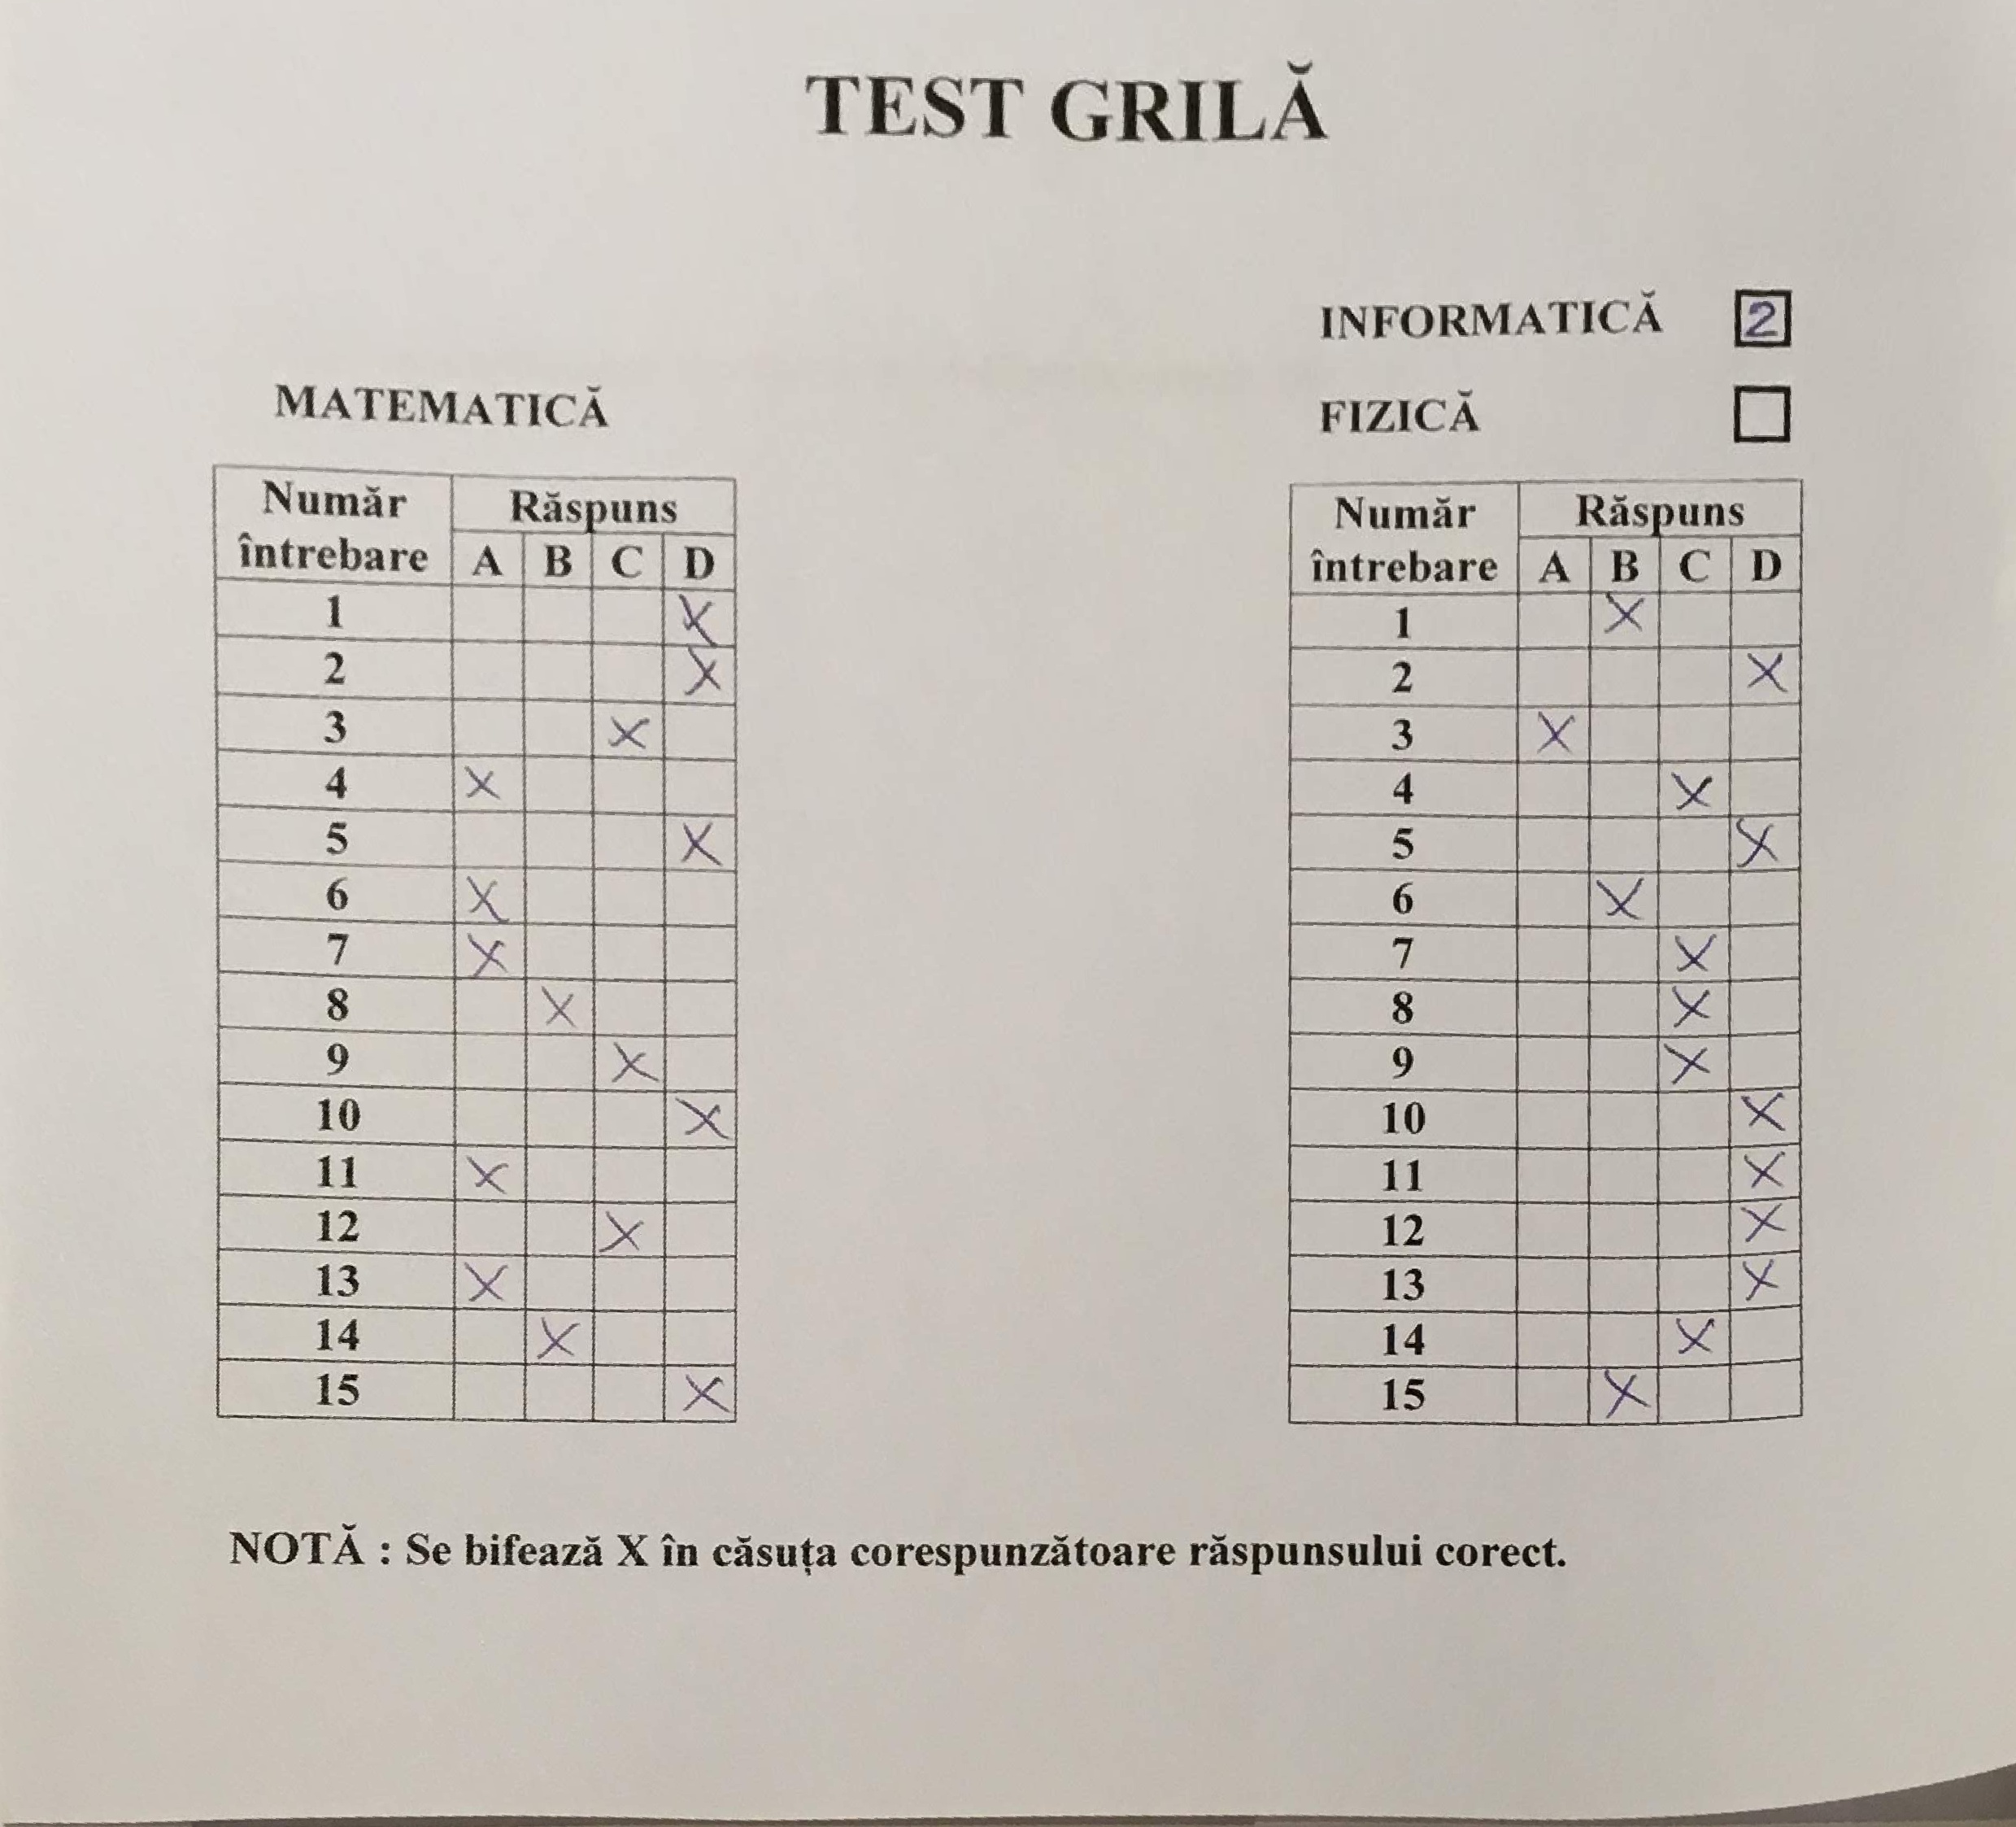 TEST GRILĂ
INFORMATICĂ 2
FIZICĂ
MATEMATICĂ
Număr întrebare Răspuns
A B C D
1 X
2 X
3 X
4 X
5 X
6 X
7 X
8 X
9 X
10 X
11 X
12 X
13 X
14 X
15 X
Număr întrebare Răspuns
A B C D
1 X
2 X
3 X
4 X
5 X
6 X
7 X
8 X
9 X
10 X
11 X
12 X
13 X
14 X
15 X
NOTĂ : Se bifează X în căsuța corespunzătoare răspunsului corect.